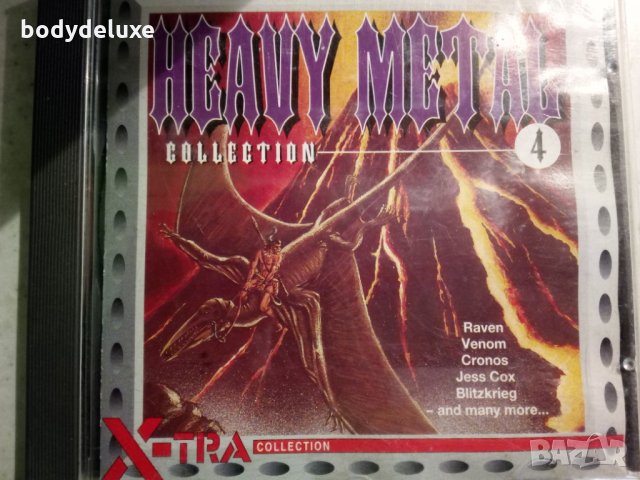 bodydeluxe
HEAVY METAL
COLLECTION 4
Raven
Venom
Cronos
Jess Cox
Blitzkrieg
- and many more...
X-TRA COLLECTION
BAZAR